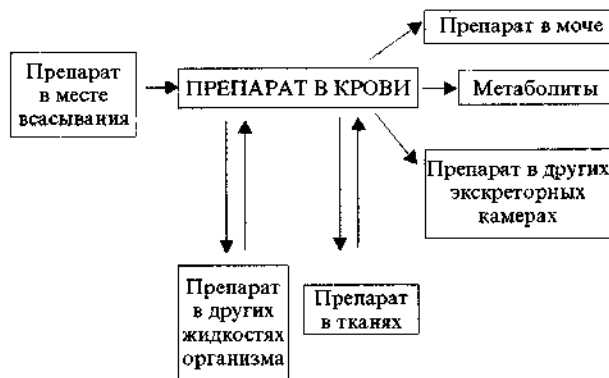 Препарат в моче
Препарат
в месте
всасывания
ПРЕПАРАТ В КРОВИ
Метаболиты
Препарат в других
экскреторных
камерах
Препарат
в других
жидкостях
организма
Препарат
в тканях